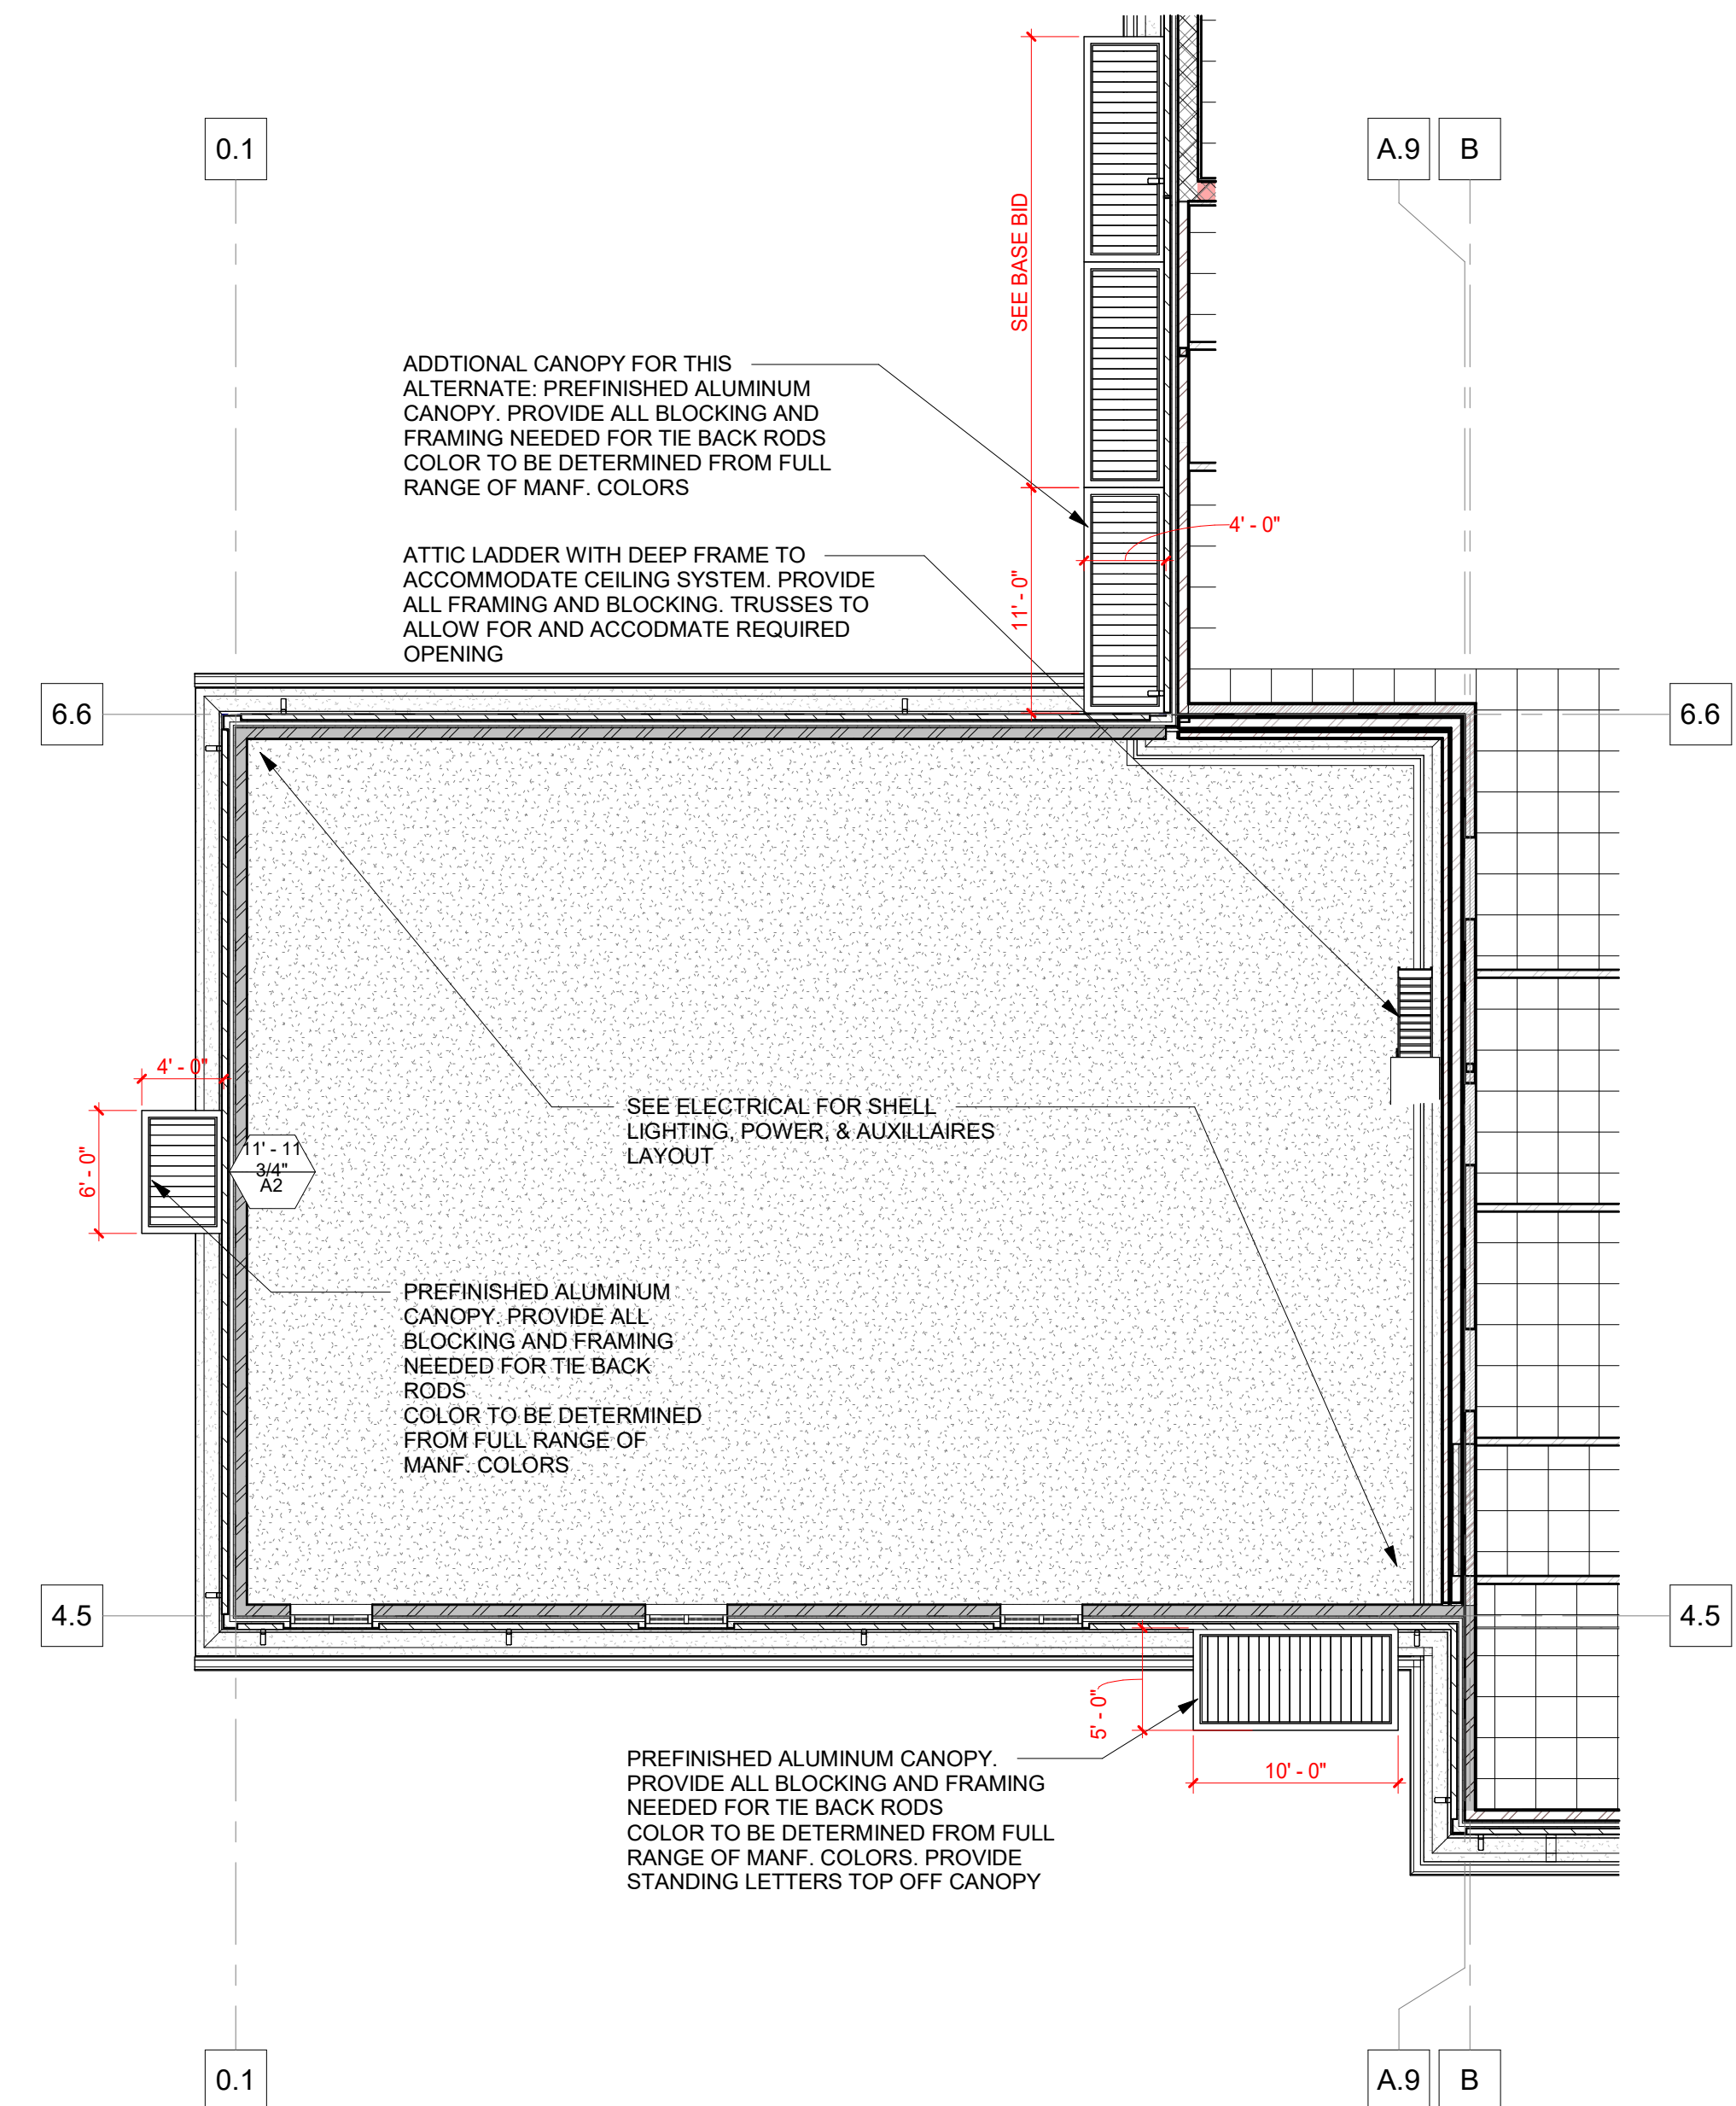 0.1
A.9
B
SEE BASE BID
ADDTIONAL CANOPY FOR THIS
ALTERNATE: PREFINISHED ALUMINUM
CANOPY. PROVIDE ALL BLOCKING AND
FRAMING NEEDED FOR TIE BACK RODS
COLOR TO BE DETERMINED FROM FULL
RANGE OF MANF. COLORS
4' - 0"
ATTIC LADDER WITH DEEP FRAME TO
ACCOMMODATE CEILING SYSTEM. PROVIDE
ALL FRAMING AND BLOCKING. TRUSSES TO
ALLOW FOR AND ACCODMATE REQUIRED
OPENING
11' - 0"
6.6
6.6
4' - 0"
6' - 0"
11' - 11
3/4"
A2
SEE ELECTRICAL FOR SHELL
LIGHTING, POWER, & AUXILLAIRES
LAYOUT
PREFINISHED ALUMINUM
CANOPY. PROVIDE ALL
BLOCKING AND FRAMING
NEEDED FOR TIE BACK
RODS
COLOR TO BE DETERMINED
FROM FULL RANGE OF
MANF. COLORS
4.5
4.5
5' - 0"
10' - 0"
PREFINISHED ALUMINUM CANOPY.
PROVIDE ALL BLOCKING AND FRAMING
NEEDED FOR TIE BACK RODS
COLOR TO BE DETERMINED FROM FULL
RANGE OF MANF. COLORS. PROVIDE
STANDING LETTERS TOP OFF CANOPY
0.1
A.9
B